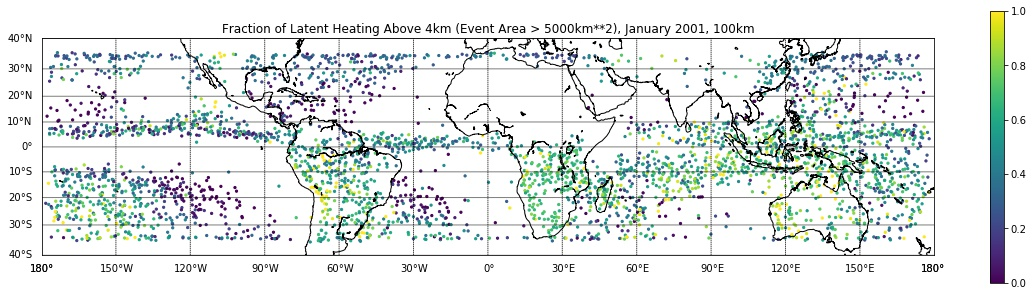 Fraction of Latent Heating Above 4km (Event Area > 5000km**2), January 2001, 100km
40°N
30°N
20°N
10°N
0°
10°S
20°S
30°S
40°S
180° 150°W 120°W 90°W 60°W 30°W 0° 30°E 60°E 90°E 120°E 150°E 180°
1.0
0.8
0.6
0.4
0.2
0.0